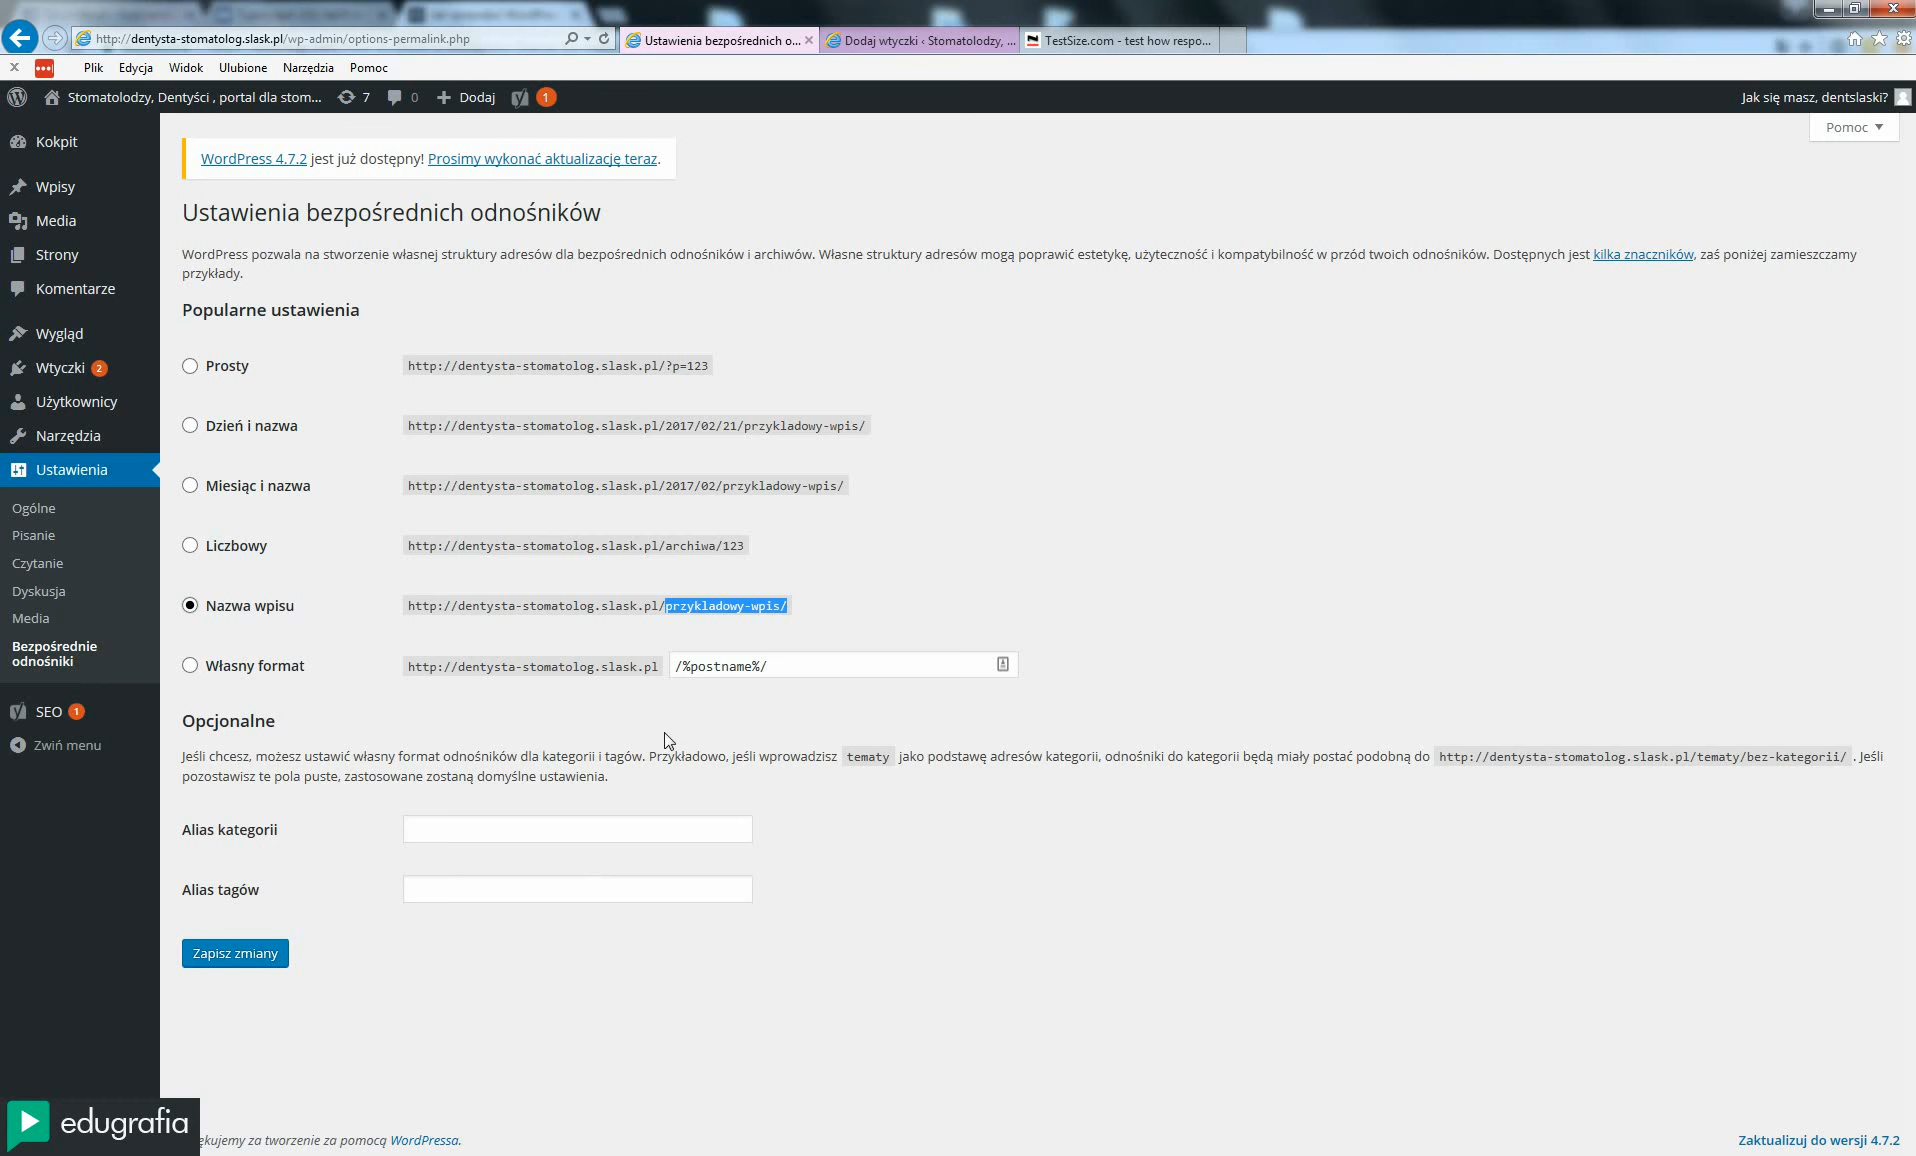 http://dentysta-stomatolog.slask.pl/wp-admin/options-permalink.php
Ustawienia bezpośrednich o...
Dodaj wtyczki ‹ Stomatolodzy, ...
TestSize.com - test how respo...
Plik Edycja Widok Ulubione Narzędzia Pomoc
Stomatolodzy, Dentyści , portal dla stom... 7 0 Dodaj 1
Jak się masz, dentslaski?
Pomoc
Kokpit
Wpisy
Media
Strony
Komentarze
Wygląd
Wtyczki 2
Użytkownicy
Narzędzia
Ustawienia
Ogólne
Pisanie
Czytanie
Dyskusja
Media
Bezpośrednie
odnośniki
SEO 1
Zwiń menu
WordPress 4.7.2 jest już dostępny! Prosimy wykonać aktualizację teraz.
Ustawienia bezpośrednich odnośników
WordPress pozwala na stworzenie własnej struktury adresów dla bezpośrednich odnośników i archiwów. Własne struktury adresów mogą poprawić estetykę, użyteczność i kompatybilność w przód twoich odnośników. Dostępnych jest kilka znaczników, zaś poniżej zamieszczamy
przykłady.
Popularne ustawienia
Prosty http://dentysta-stomatolog.slask.pl/?p=123
Dzień i nazwa http://dentysta-stomatolog.slask.pl/2017/02/21/przykladowy-wpis/
Miesiąc i nazwa http://dentysta-stomatolog.slask.pl/2017/02/przykladowy-wpis/
Liczbowy http://dentysta-stomatolog.slask.pl/archiwa/123
Nazwa wpisu http://dentysta-stomatolog.slask.pl/przykladowy-wpis/
Własny format http://dentysta-stomatolog.slask.pl /%postname%/
Opcjonalne
Jeśli chcesz, możesz ustawić własny format odnośników dla kategorii i tagów. Przykładowo, jeśli wprowadzisz tematy jako podstawę adresów kategorii, odnośniki do kategorii będą miały postać podobną do http://dentysta-stomatolog.slask.pl/tematy/bez-kategorii/ . Jeśli
pozostawisz te pola puste, zastosowane zostaną domyślne ustawienia.
Alias kategorii
Alias tagów
Zapisz zmiany
edugrafia
ękujemy za tworzenie za pomocą WordPressa.
Zaktualizuj do wersji 4.7.2